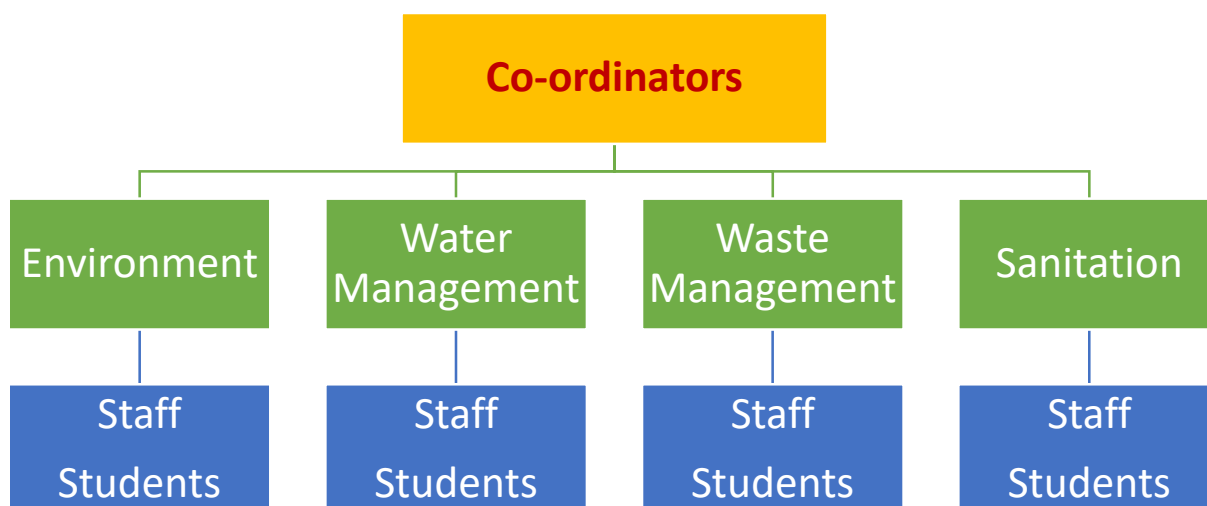 Co-ordinators
Environment
Water
Management
Waste
Management
Sanitation
Staff
Students
Staff
Students
Staff
Students
Staff
Students